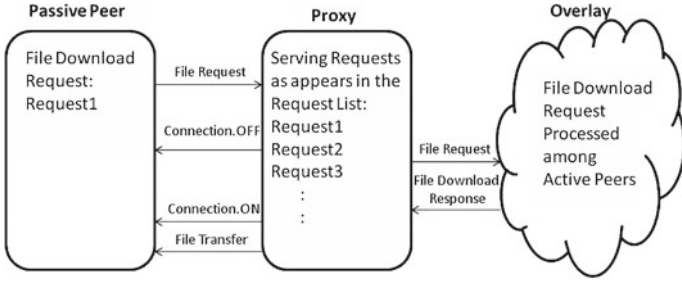 Passive Peer
Proxy
Overlay
File Download
Request:
Request1
File Request
Connection.OFF
Connection.ON
File Transfer
Serving Requests
as appears in the
Request List:
Request1
Request2
Request3
:
:
File Request
File Download
Response
File Download
Request
Processed
among
Active Peers